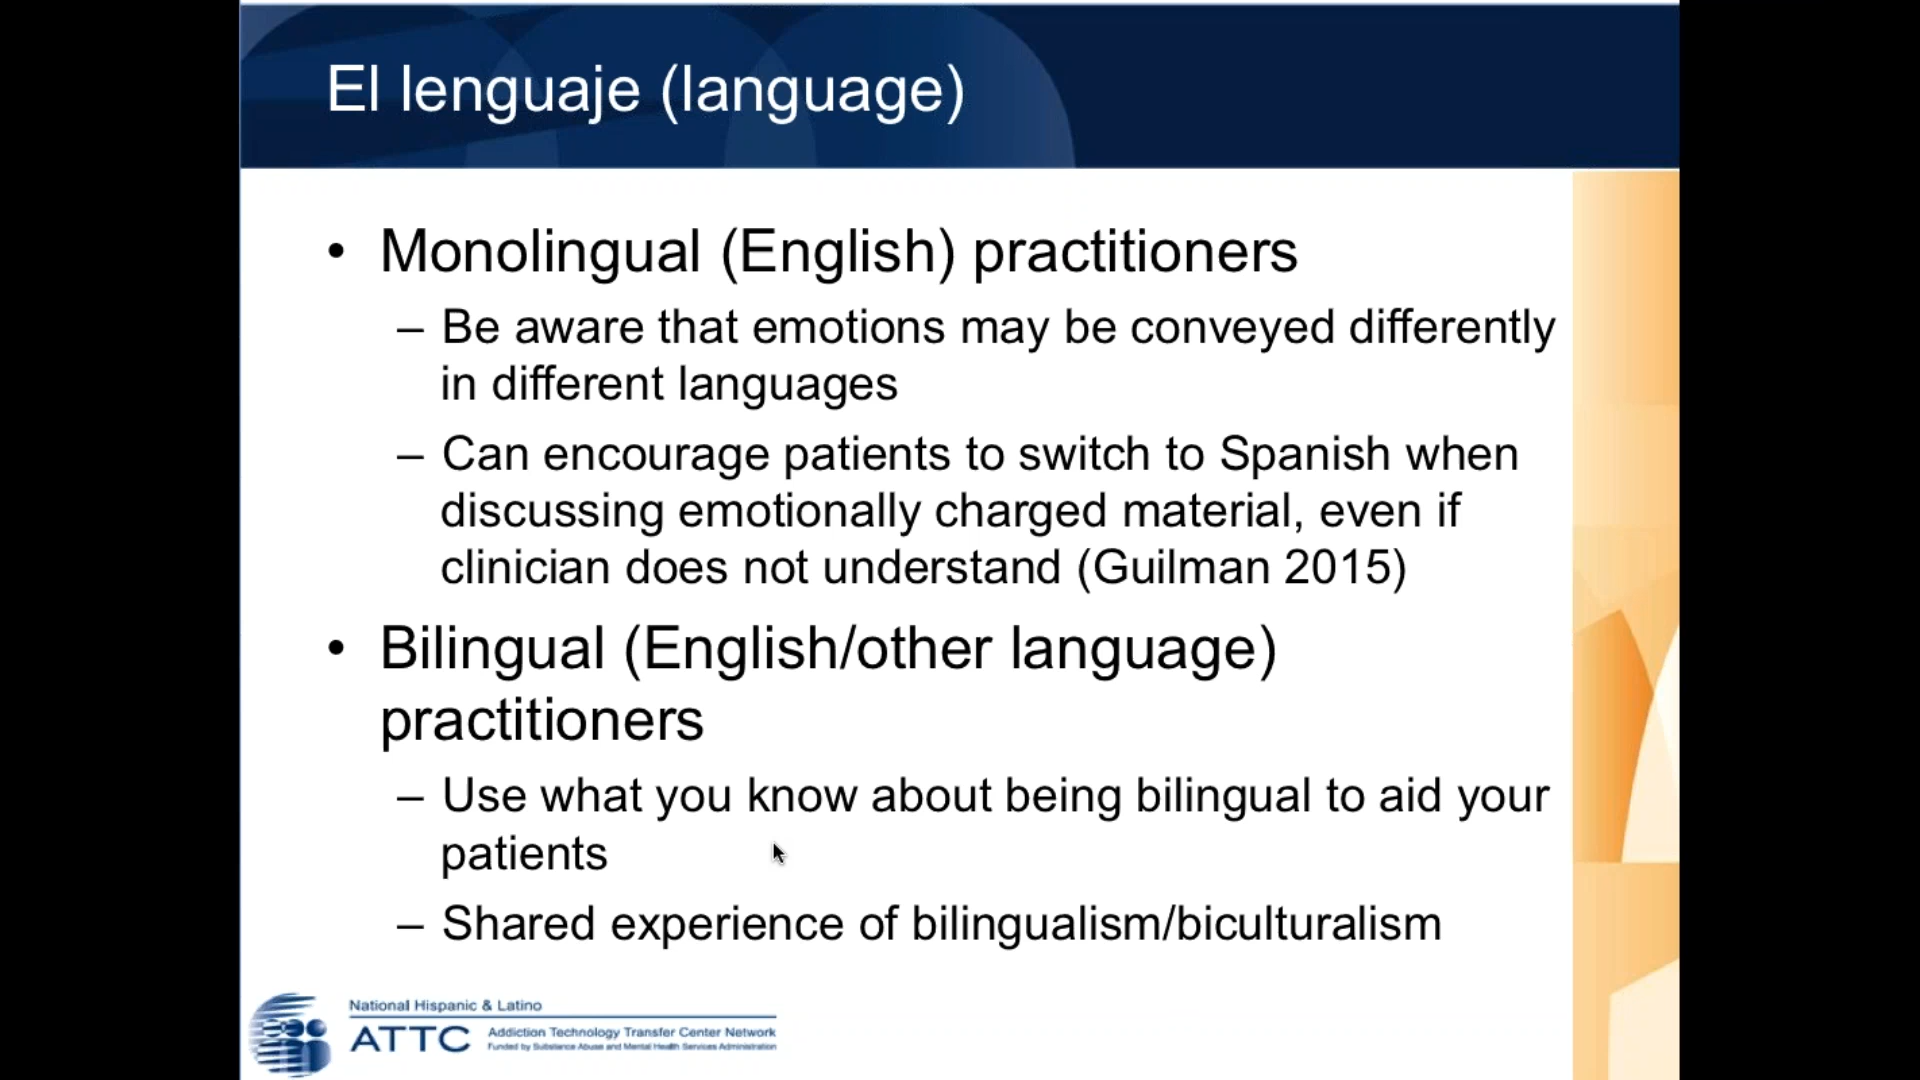 El lenguaje (language)
• Monolingual (English) practitioners
– Be aware that emotions may be conveyed differently
in different languages
– Can encourage patients to switch to Spanish when
discussing emotionally charged material, even if
clinician does not understand (Guilman 2015)
• Bilingual (English/other language)
practitioners
– Use what you know about being bilingual to aid your
patients
– Shared experience of bilingualism/biculturalism
National Hispanic & Latino
ATTC Addiction Technology Transfer Center Network
Funded by Substance Abuse and Mental Health Services Administration